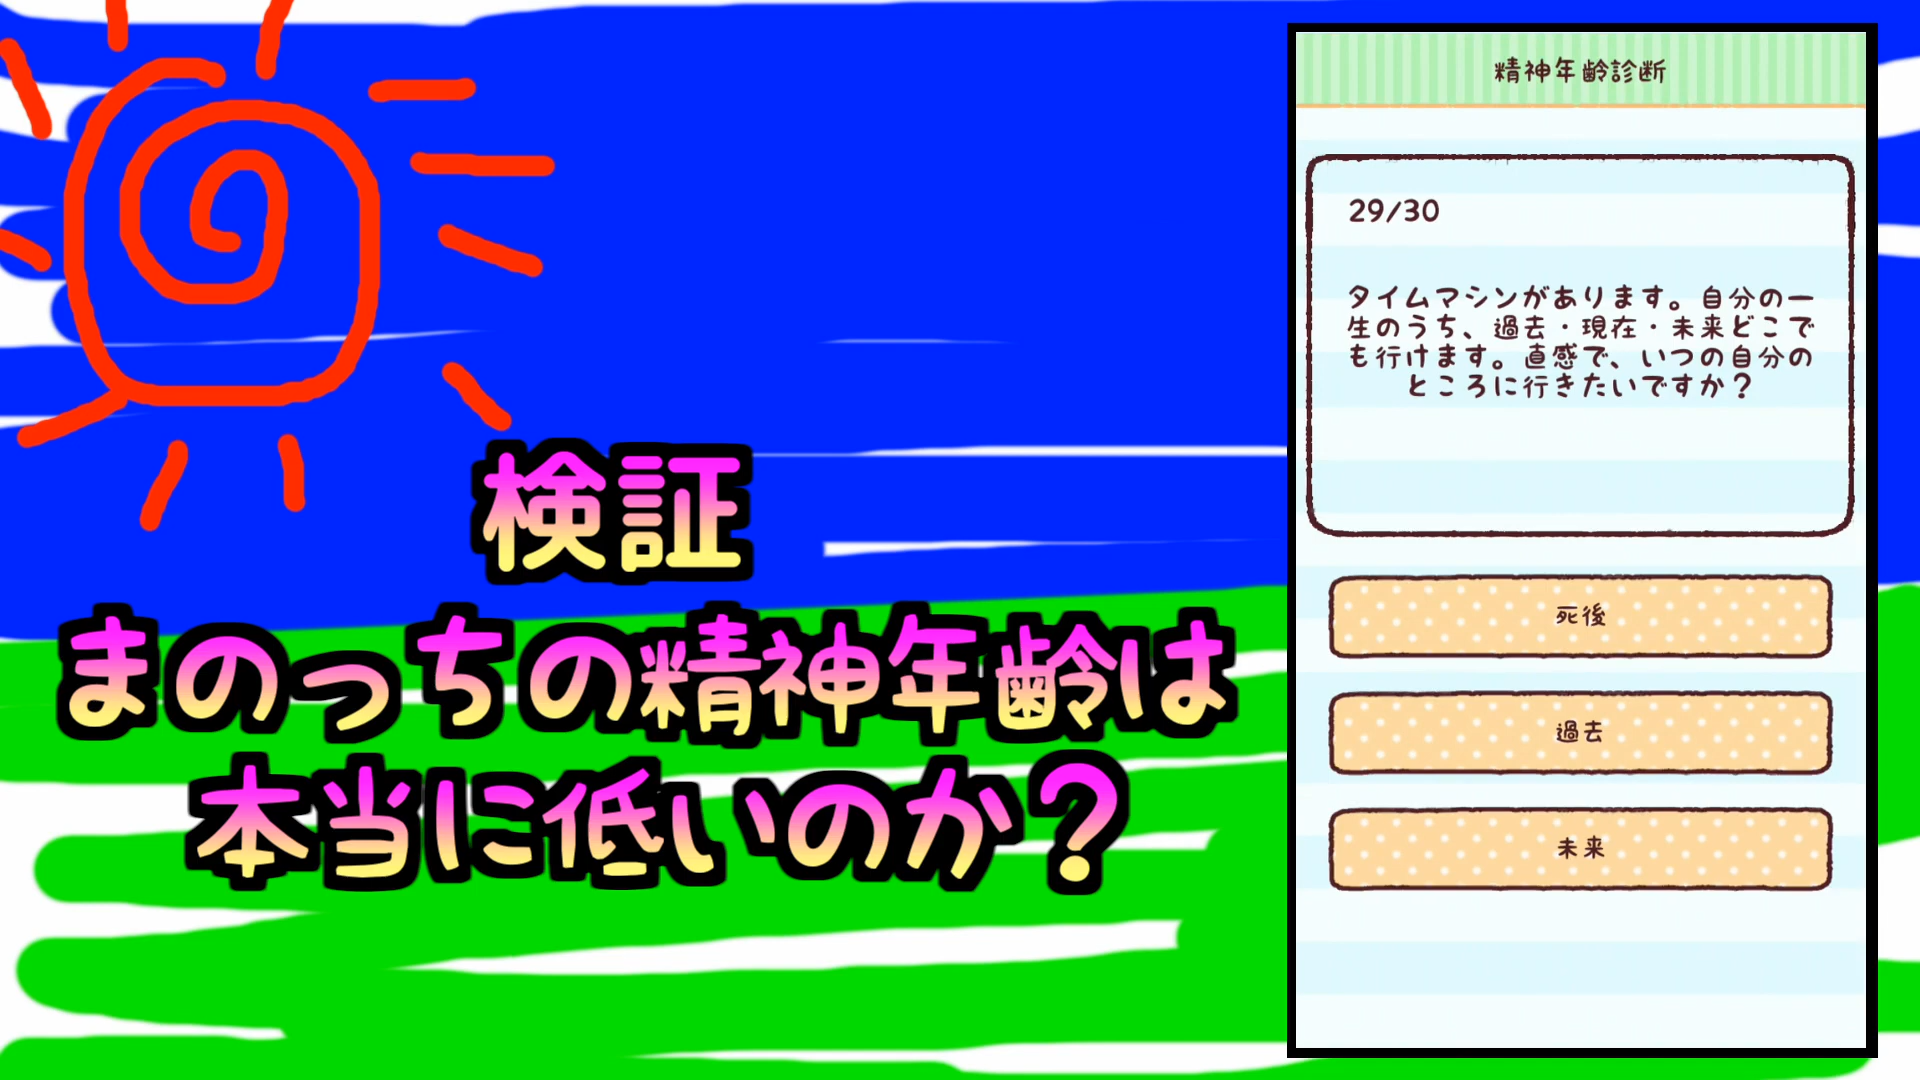 検証
まのっちの精神年齢は
本当に低いのか?
精神年齢診断
29/30
タイムマシンがあります。自分の一
生のうち、過去・現在・未来どこで
も行けます。直感で、いつの自分の
ところに行きたいですか?
死後
過去
未来